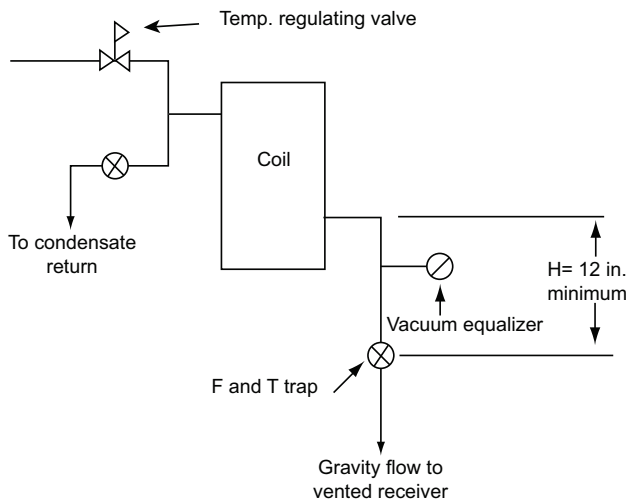 Temp. regulating valve
Coil
To condensate
return
H= 12 in.
minimum
Vacuum equalizer
F and T trap
Gravity flow to
vented receiver